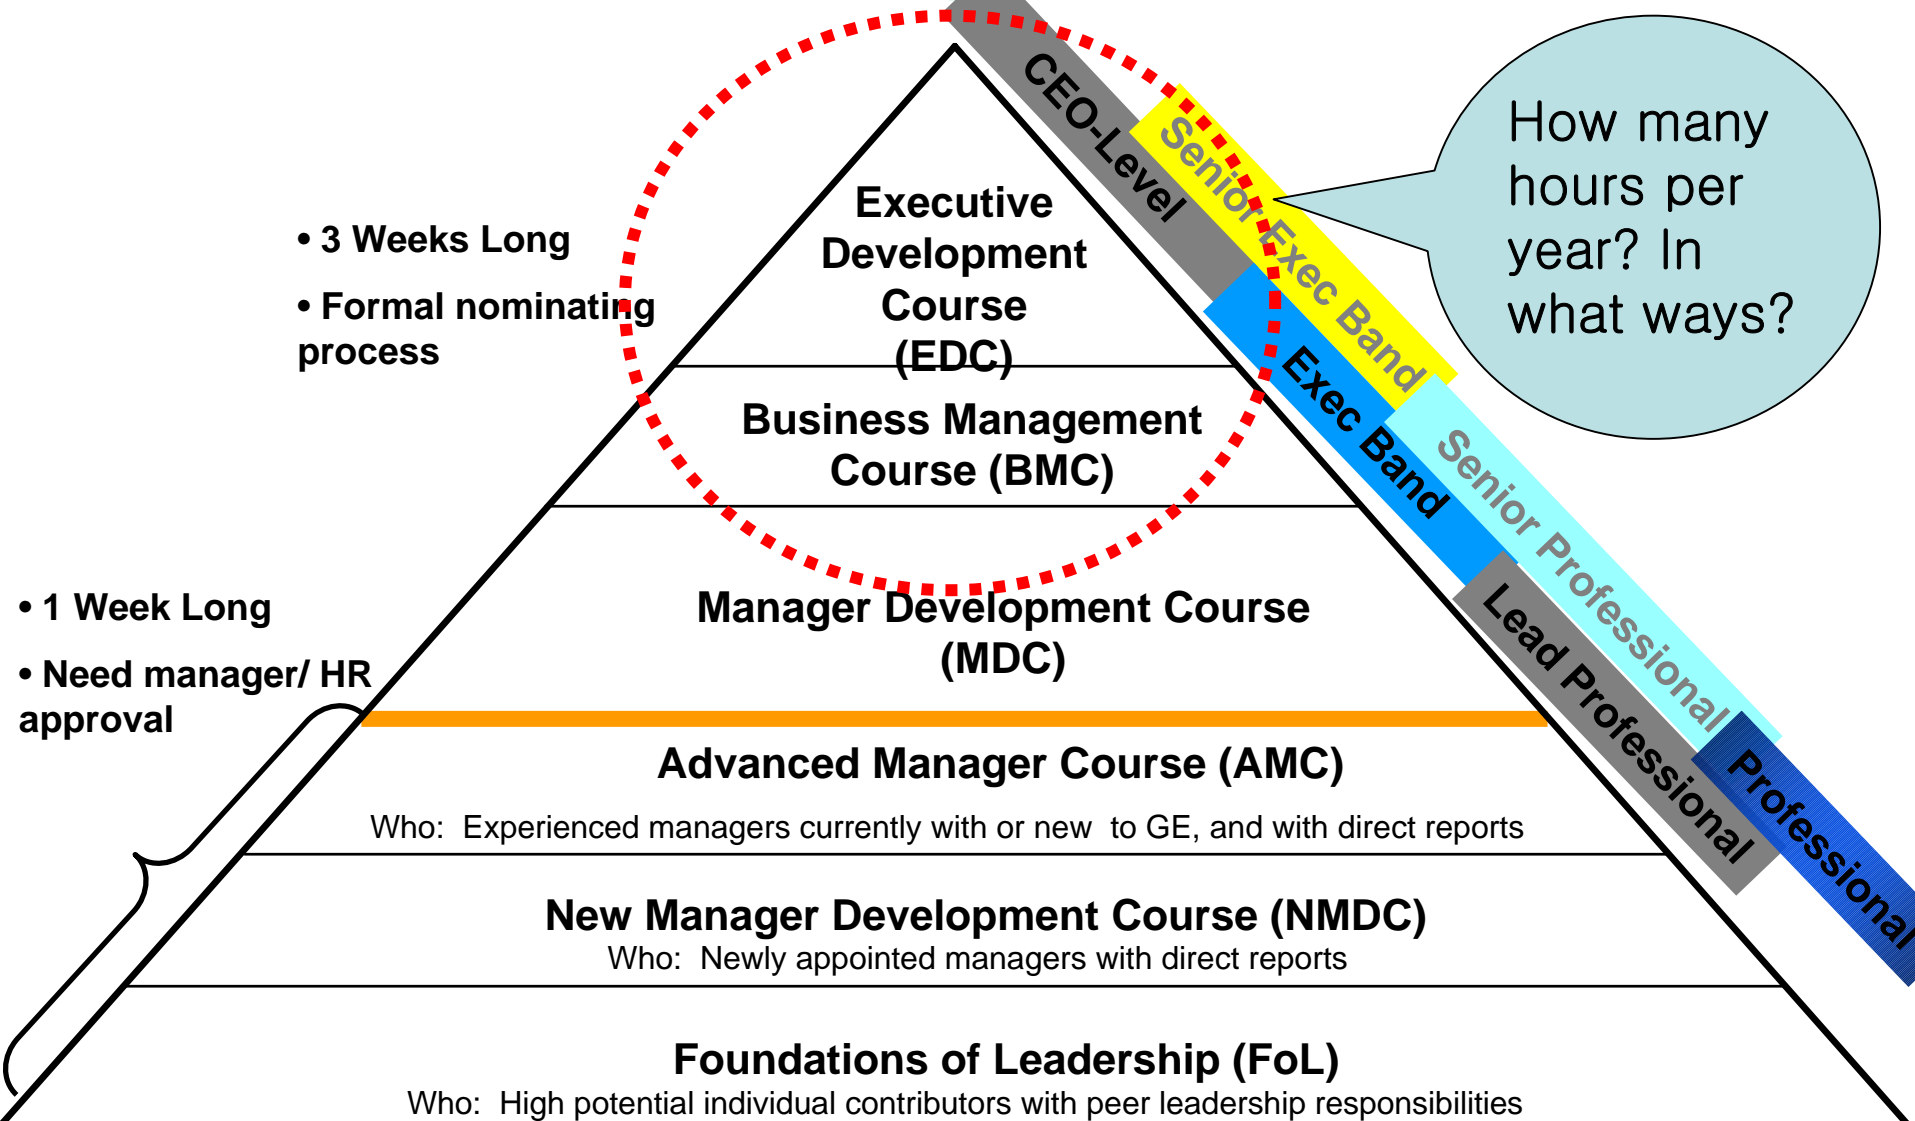 CEO-Level
Senior Exec Band
How many
hours per
year? In
what ways?
Executive
Development
Course
(EDC)
• 3 Weeks Long
• Formal nominating
process
Exec Band
Business Management
Course (BMC)
Senior Professional
Manager Development Course
(MDC)
• 1 Week Long
• Need manager/ HR
approval
Lead Professional
Professional
Advanced Manager Course (AMC)
Who:  Experienced managers currently with or new  to GE, and with direct reports
New Manager Development Course (NMDC)
Who:  Newly appointed managers with direct reports
Foundations of Leadership (FoL)
Who:  High potential individual contributors with peer leadership responsibilities